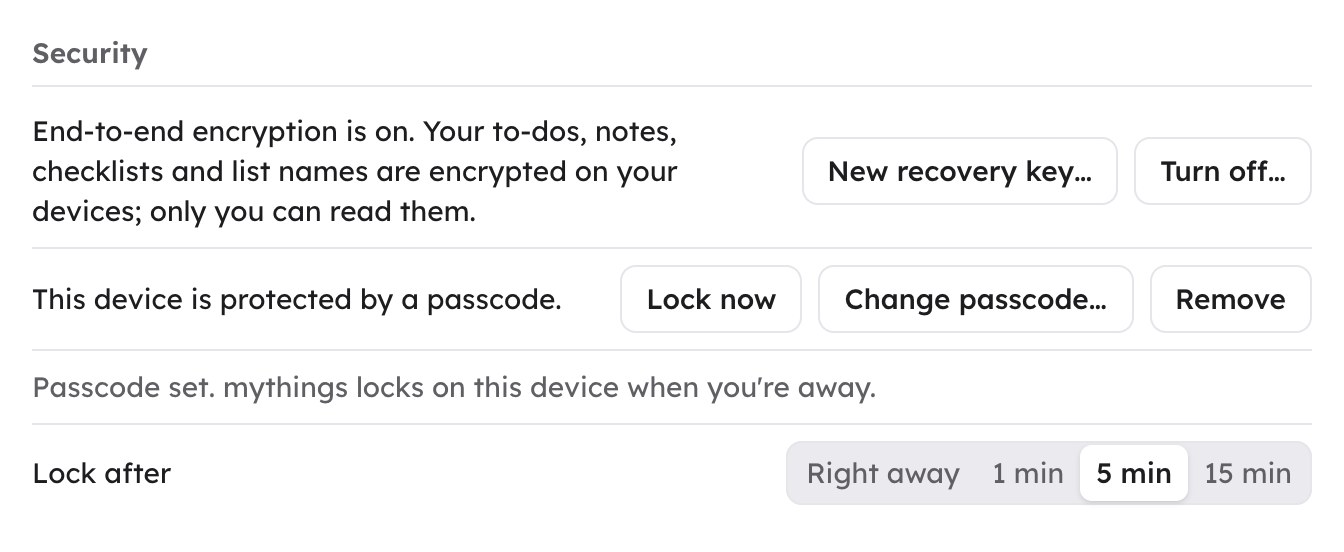 Security
End-to-end encryption is on. Your to-dos, notes,
checklists and list names are encrypted on your
devices; only you can read them.
New recovery key...
Turn off...
This device is protected by a passcode.
Lock now
Change passcode...
Remove
Passcode set. mythings locks on this device when you're away.
Lock after
Right away
1 min
5 min
15 min